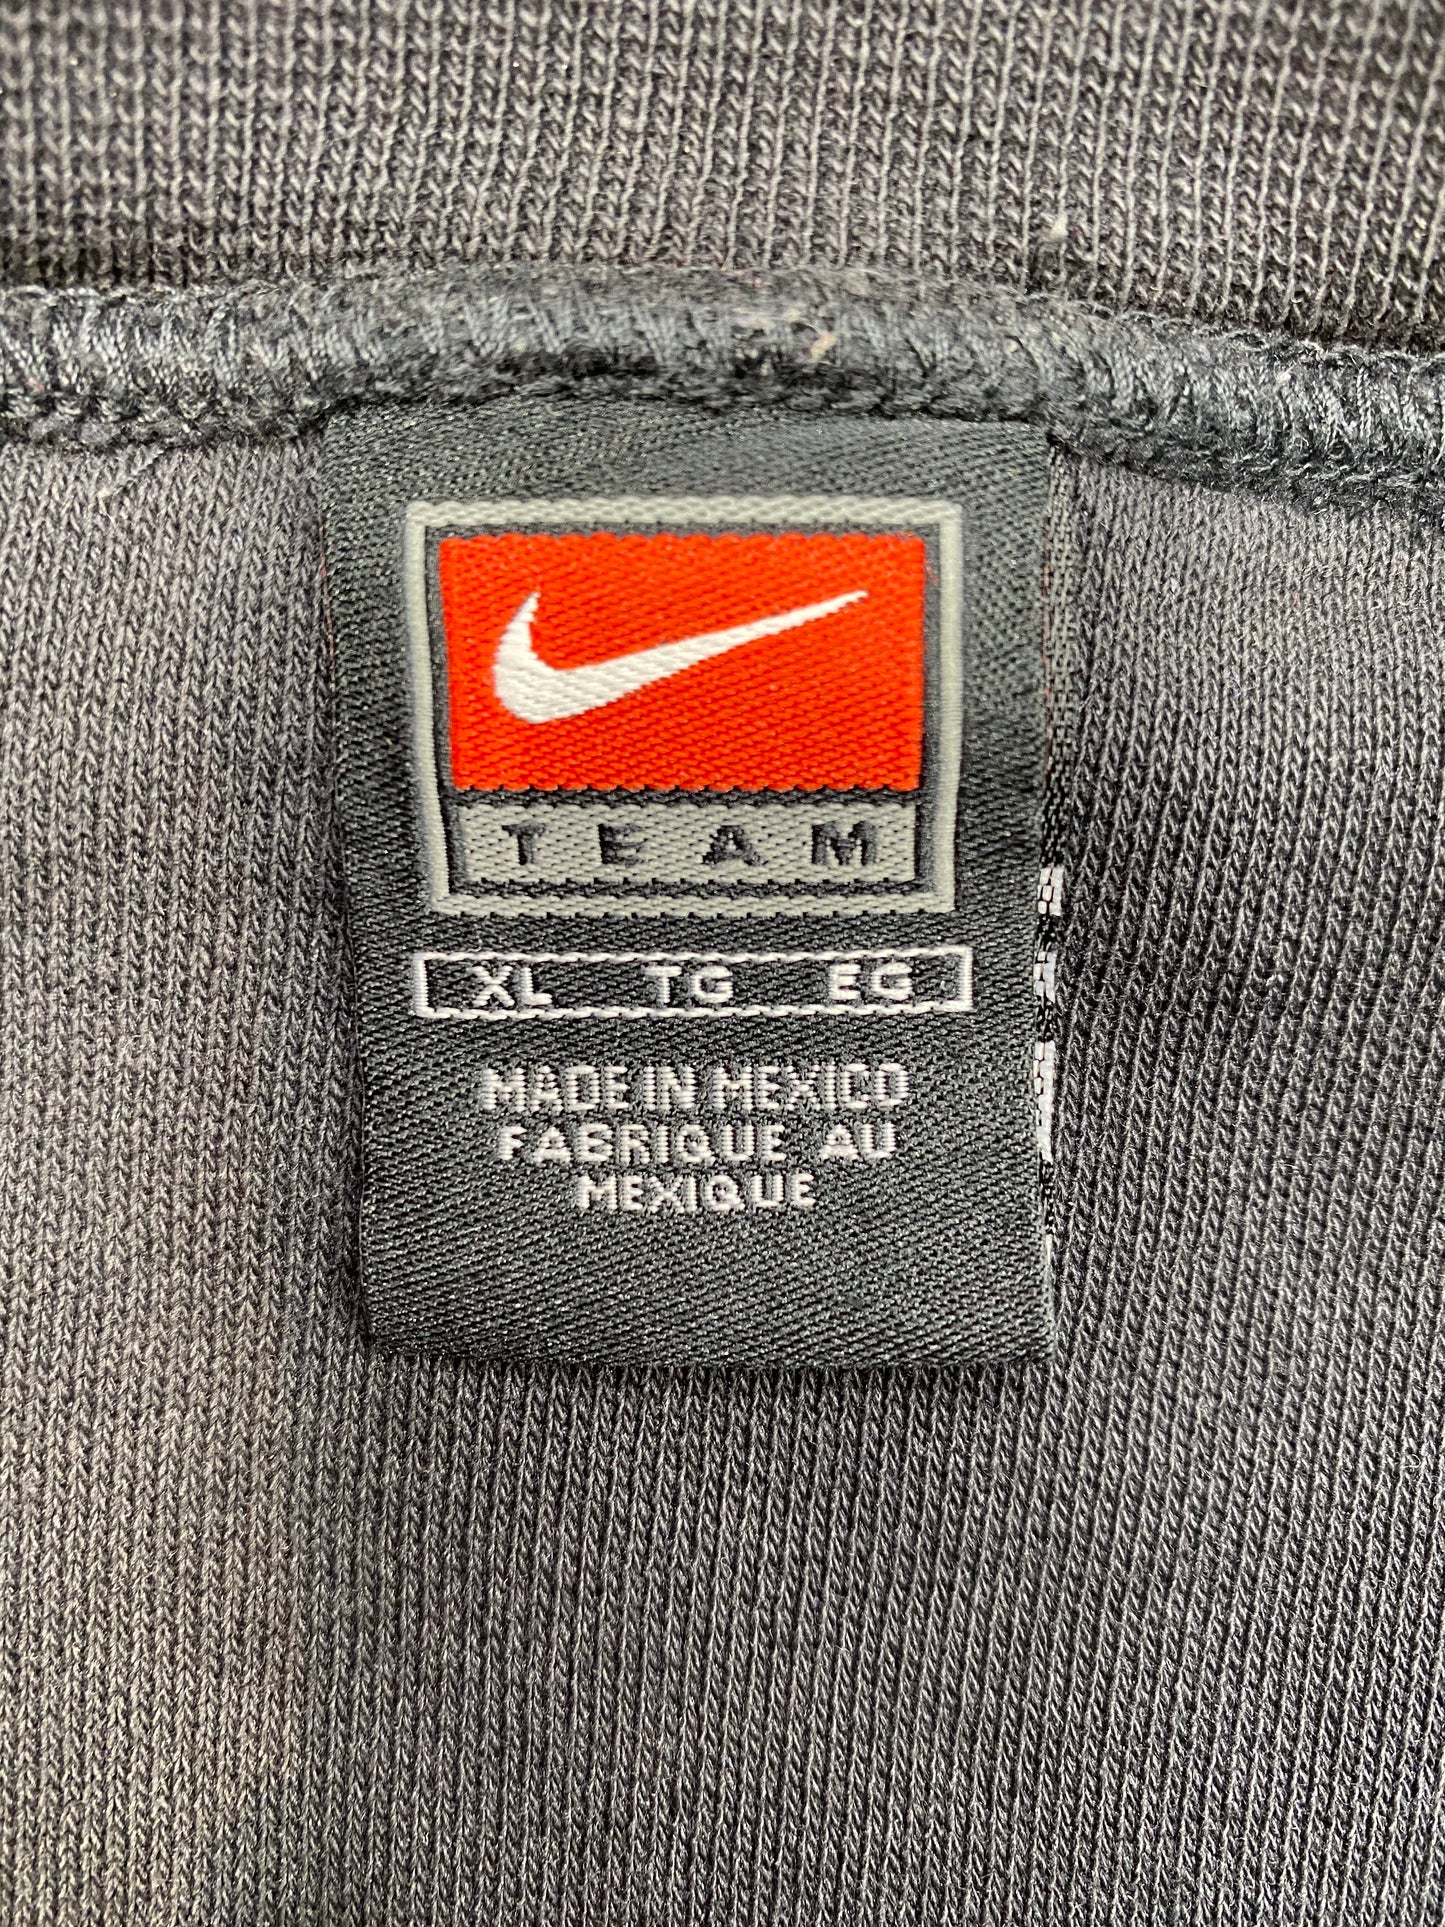 TEAM
XL TG EG
MADE IN MEXICO
FABRIQUE AU
MEXIQUE